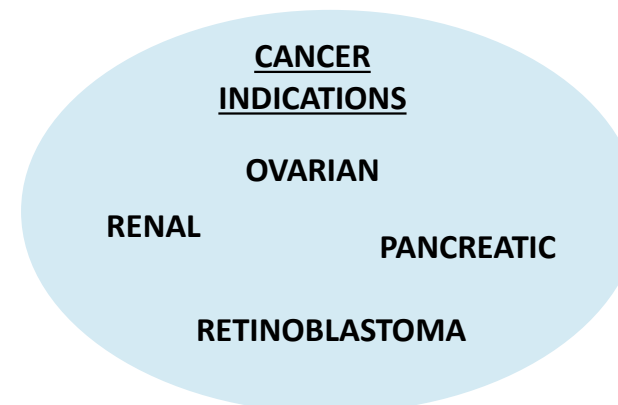 CANCER
INDICATIONS
OVARIAN
RENAL
PANCREATIC
RETINOBLASTOMA